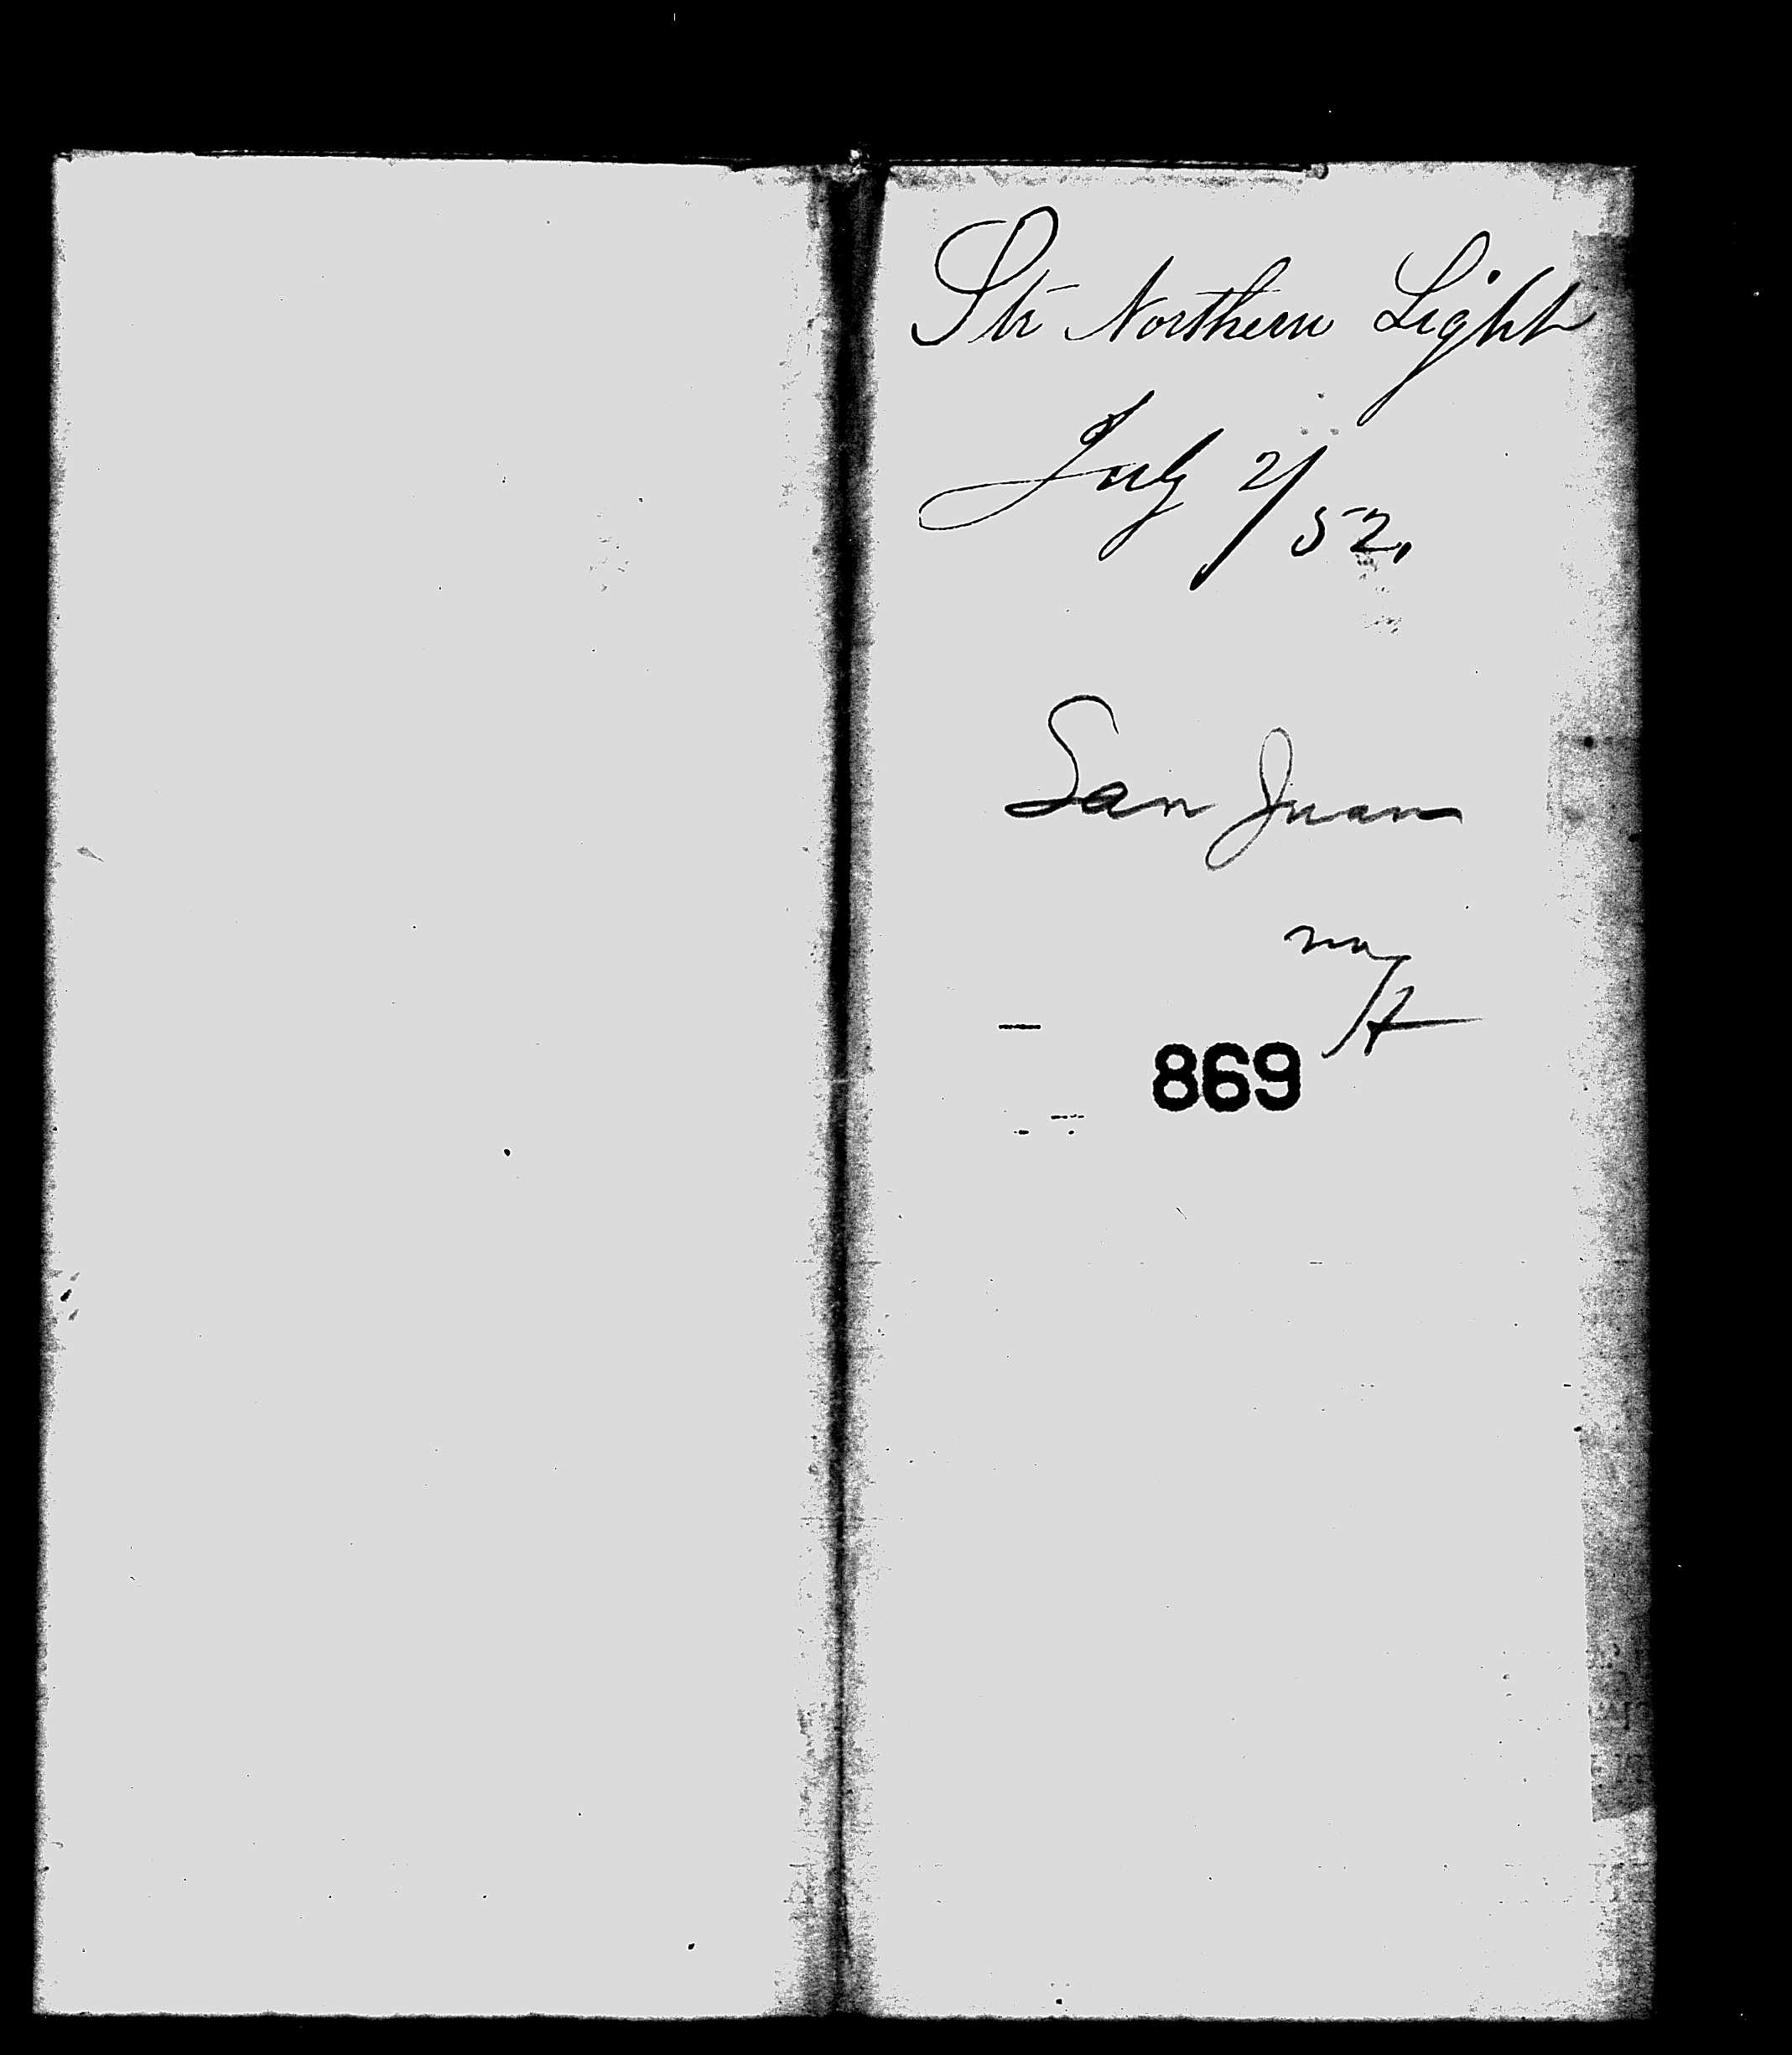 Str Northern Light
July 2/52.
San Juan
869